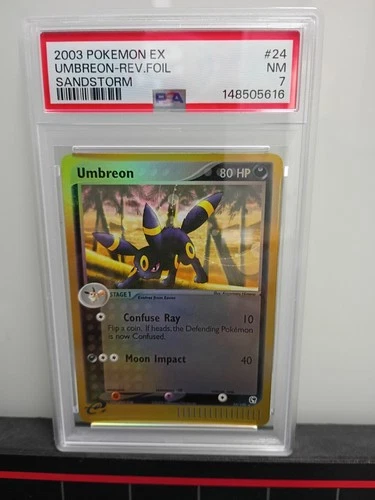 2003 POKEMON EX #24
UMBREON-REV.FOIL NM
SANDSTORM 7
PSA 148505616
Umbreon 80 HP
STAGE 1
Confuse Ray 10
Flip a coin. If heads, the Defending Pokémon
is now Confused.
Moon Impact 40